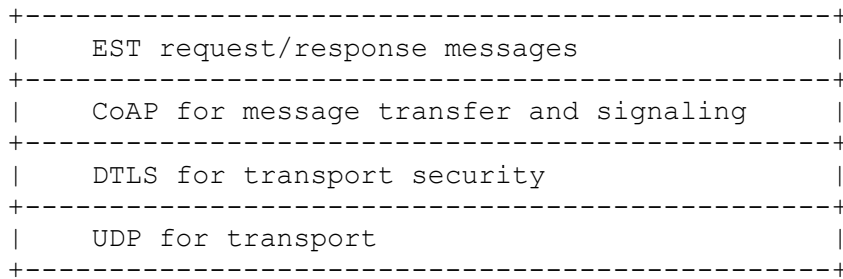 +------------------------------------------------+
|    EST request/response messages               |
+------------------------------------------------+
|    CoAP for message transfer and signaling     |
+------------------------------------------------+
|    DTLS for transport security                 |
+------------------------------------------------+
|    UDP for transport                           |
+------------------------------------------------+